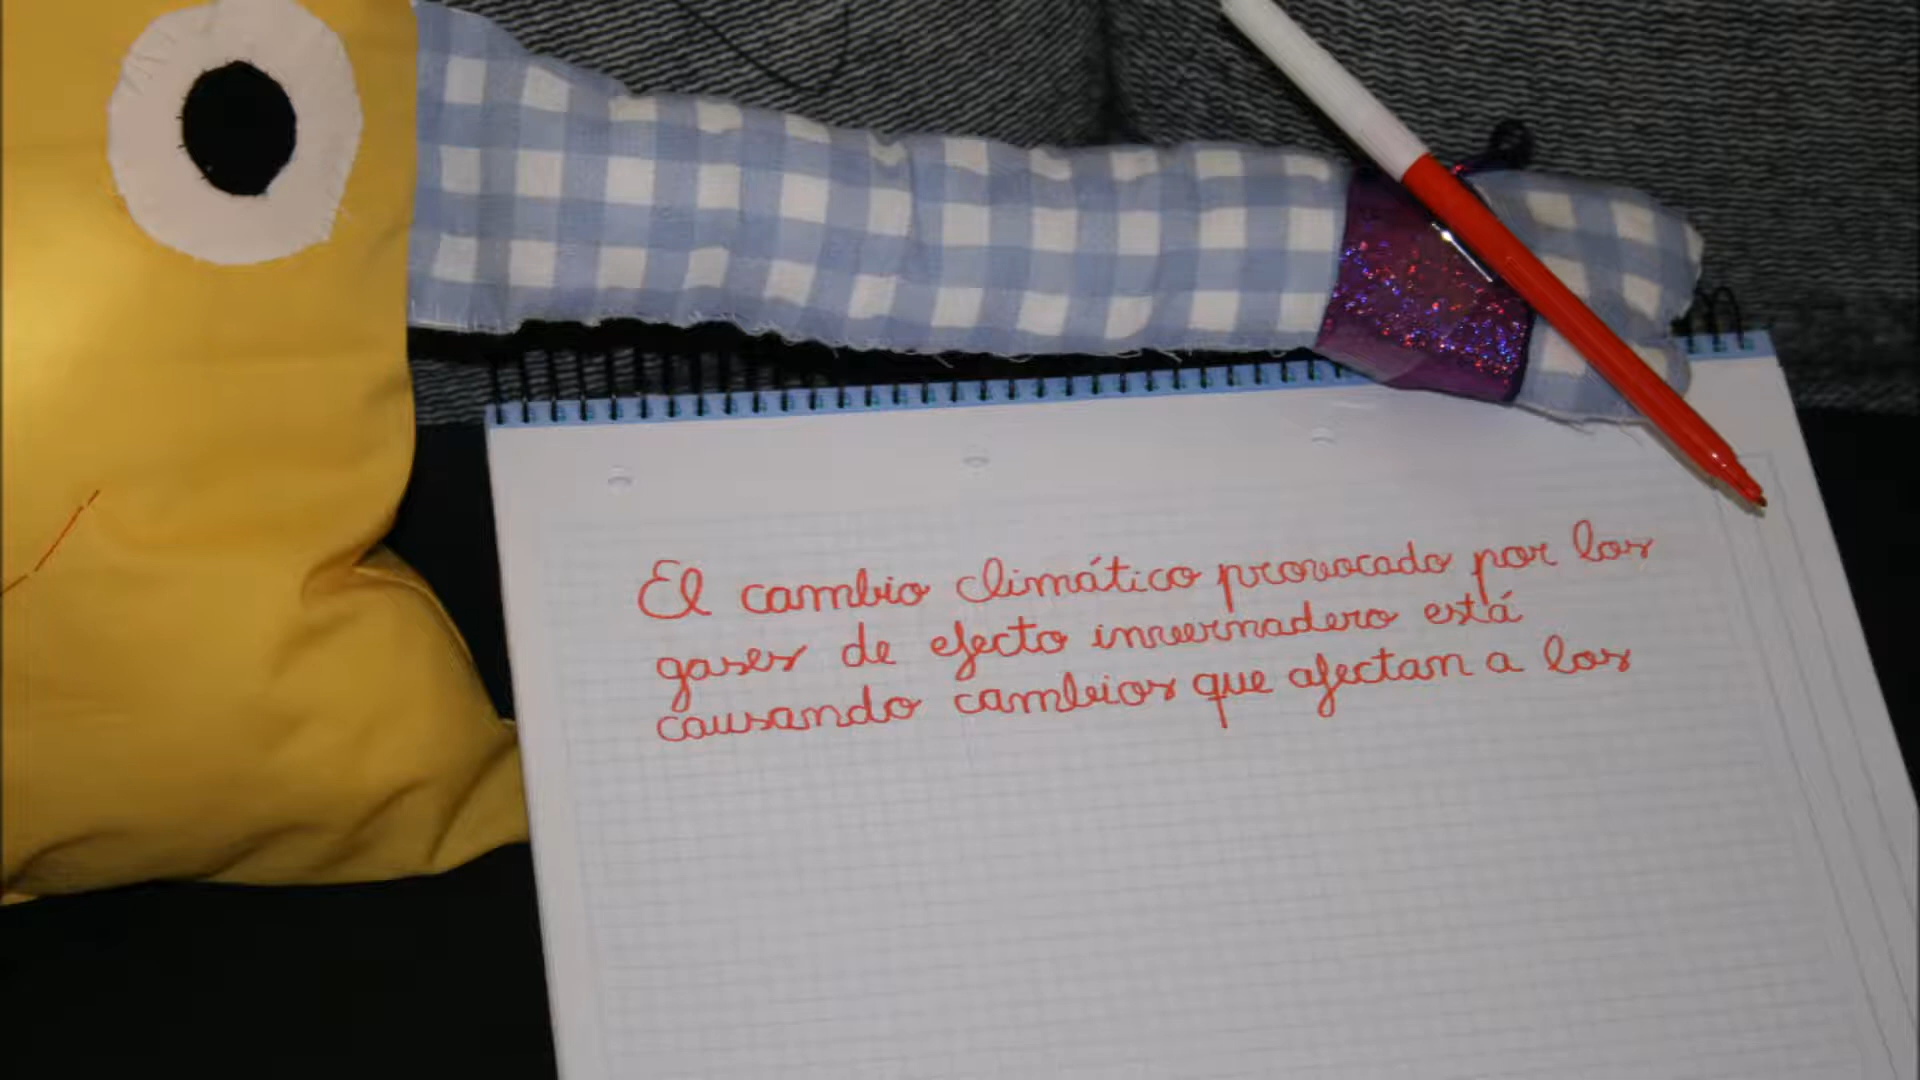 El cambio climático provocado por los
gases de efecto invernadero está
causando cambios que afectan a los